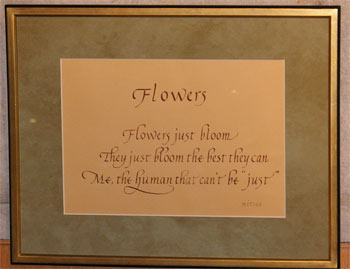 Flowers
Flowers just bloom
They just bloom the best they can
Me, the human that can't be "just"